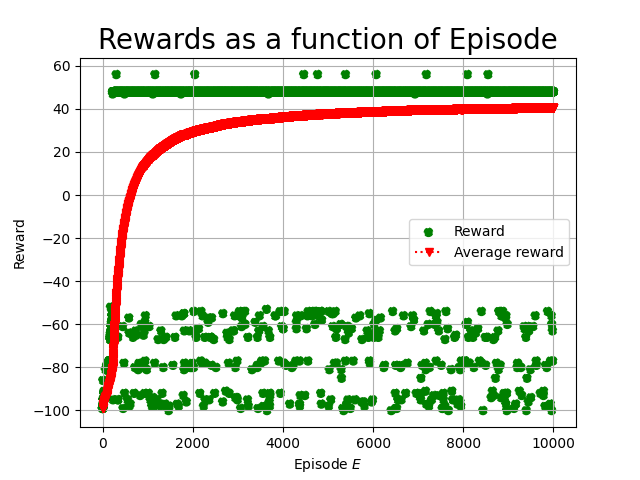 Rewards as a function of Episode
60
40
20
0
−20
−40
−60
−80
−100
Reward
Reward
Average reward
0 2000 4000 6000 8000 10000
Episode E